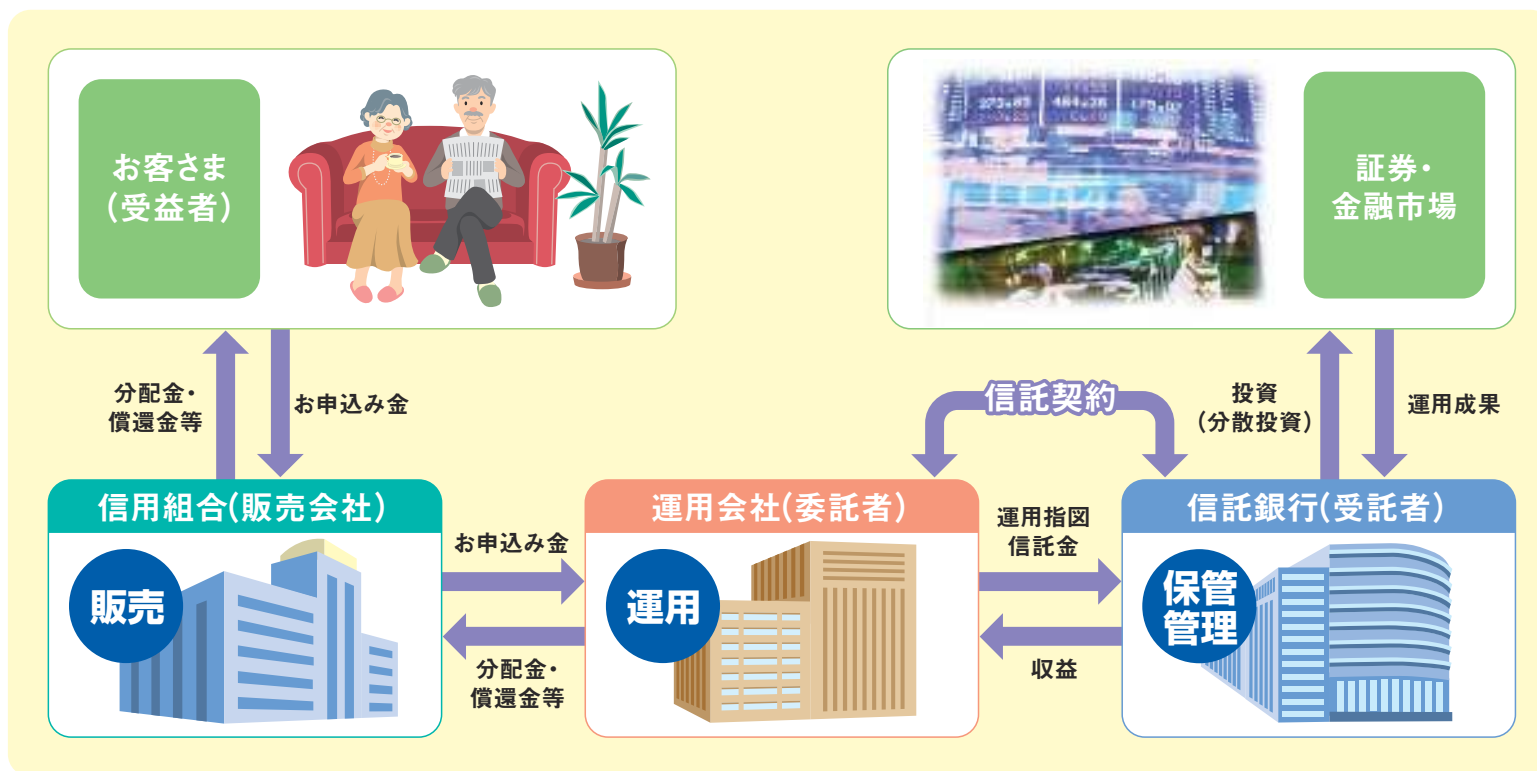 お客さま
(受益者)
証券・
金融市場
分配金・
償還金等
お申込み金
信託契約
投資
(分散投資)
運用成果
信用組合(販売会社)
販売
お申込み金
分配金・
償還金等
運用会社(委託者)
運用
運用指図
信託金
収益
信託銀行(受託者)
保管
管理